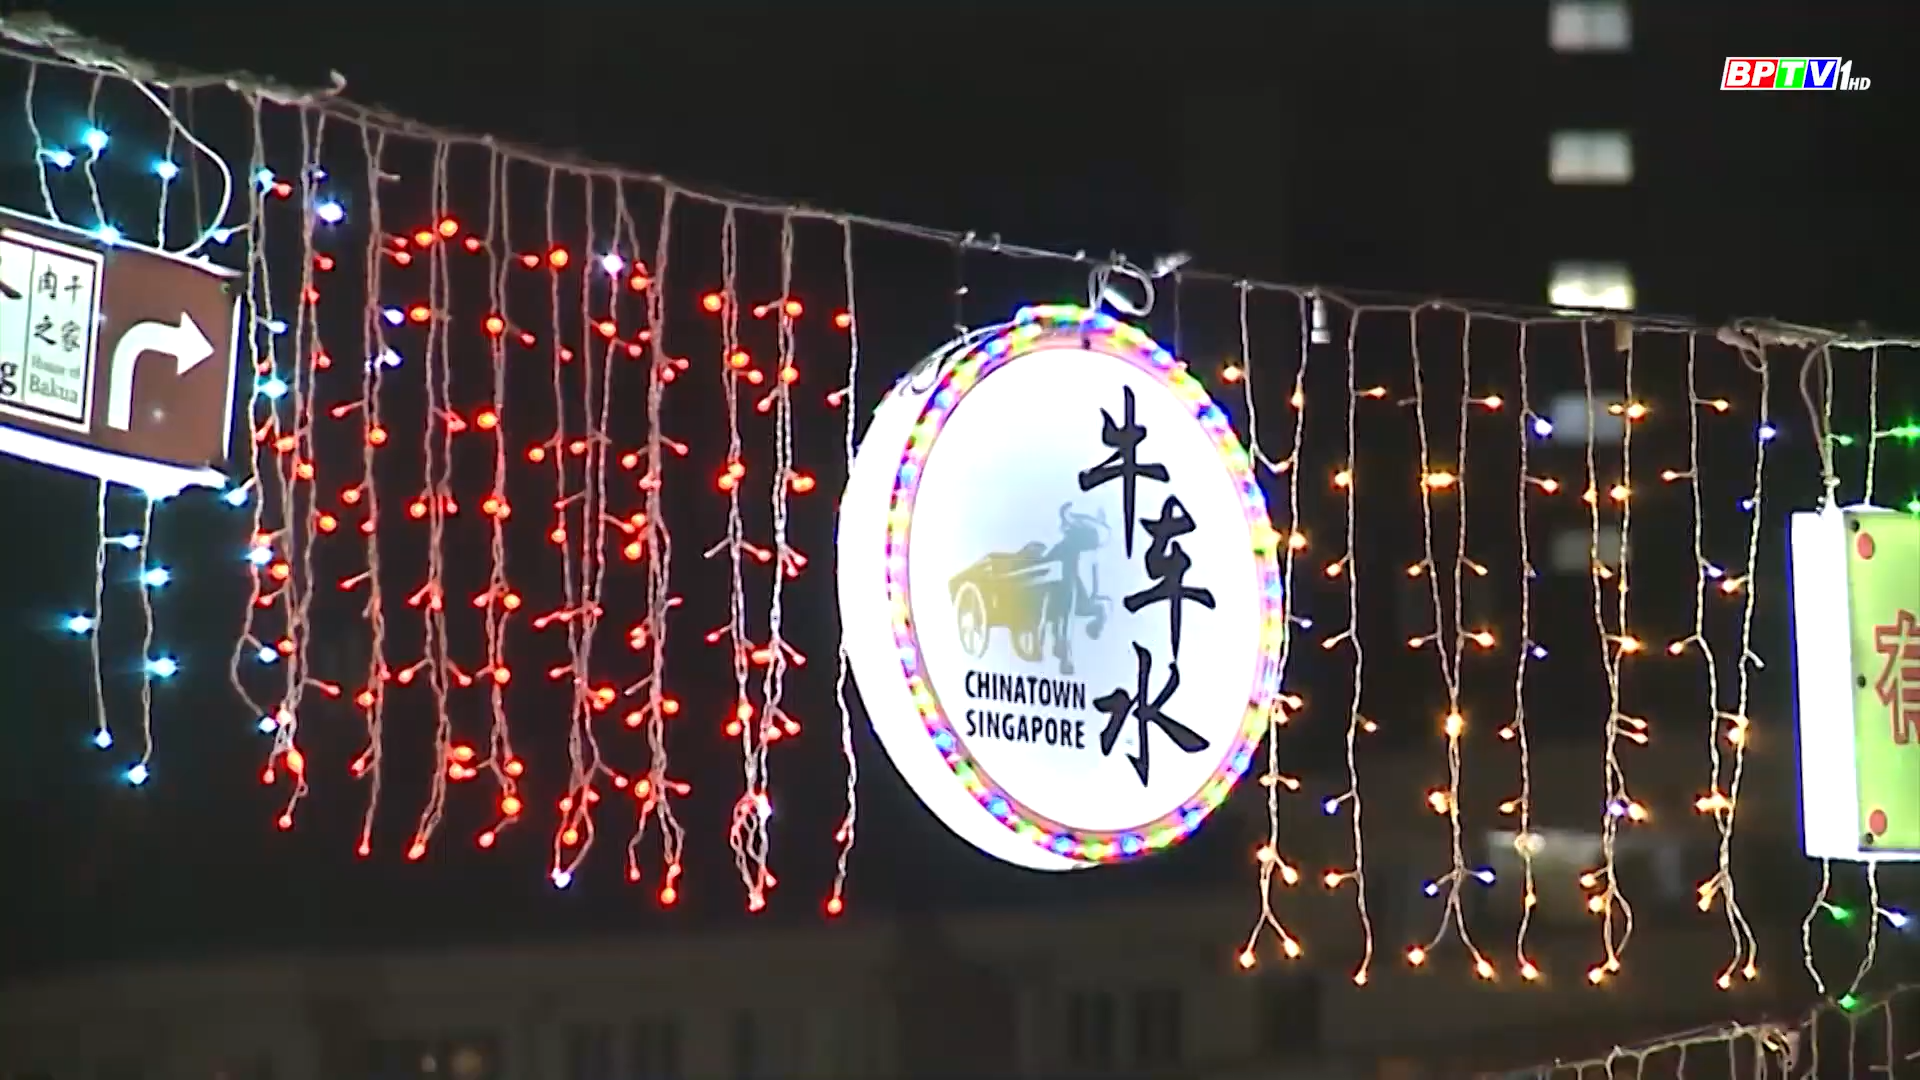 BPTV1HD
肉干
之家
House of
Bakua
g
牛车水
CHINATOWN
SINGAPORE